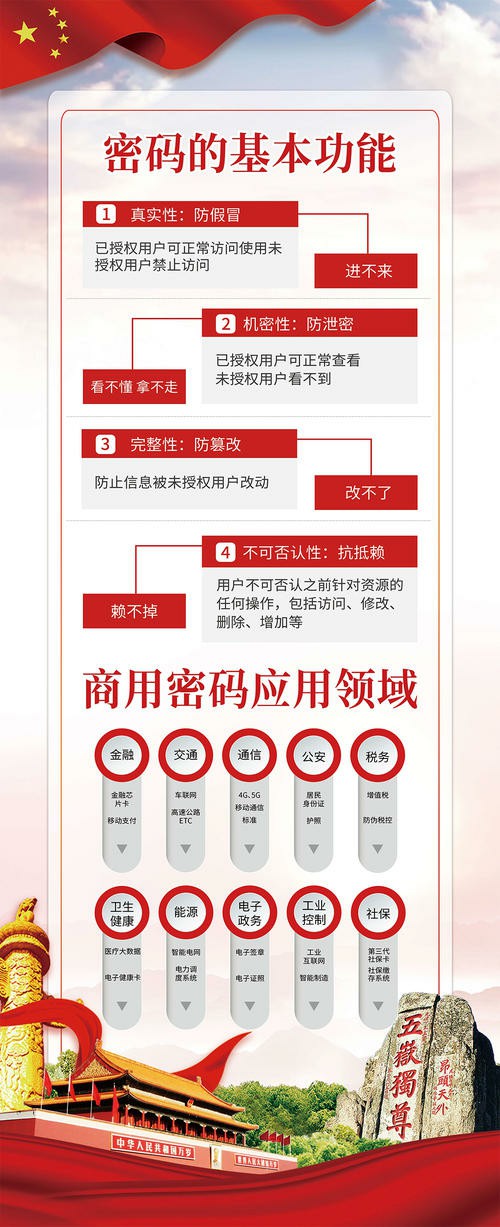 密码的基本功能
1 真实性：防假冒
已授权用户可正常访问使用未
授权用户禁止访问
进不来
2 机密性：防泄密
已授权用户可正常查看
未授权用户看不到
看不懂 拿不走
3 完整性：防篡改
防止信息被未授权用户改动
改不了
4 不可否认性：抗抵赖
用户不可否认之前针对资源的
任何操作，包括访问、修改、
删除、增加等
赖不掉
商用密码应用领域
金融
金融芯
片卡
移动支付
交通
车联网
高速公路
ETC
通信
4G、5G
移动通信
标准
公安
居民
身份证
护照
税务
增值税
防伪税控
卫生
健康
医疗大数据
电子健康卡
能源
智能电网
电力调
度系统
电子
政务
电子签章
电子证照
工业
控制
工业
互联网
智能制造
社保
第三代
社保卡
社保缴
存系统
五嶽獨尊
昂頭天外
中华人民共和国万岁
世界人民大团结万岁